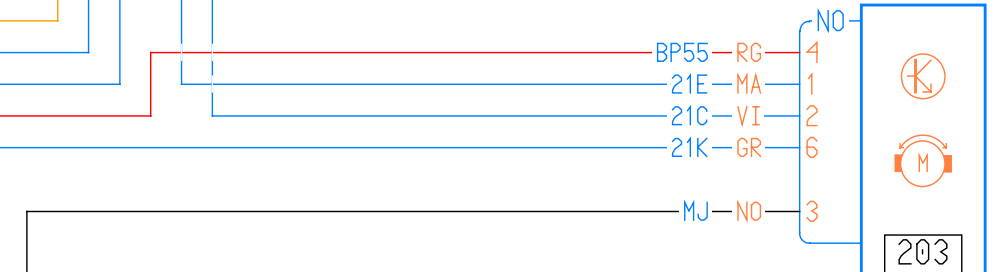 NO
BP55 RG 4
21E MA 1
21C VI 2
21K GR 6
M
MJ NO 3
203